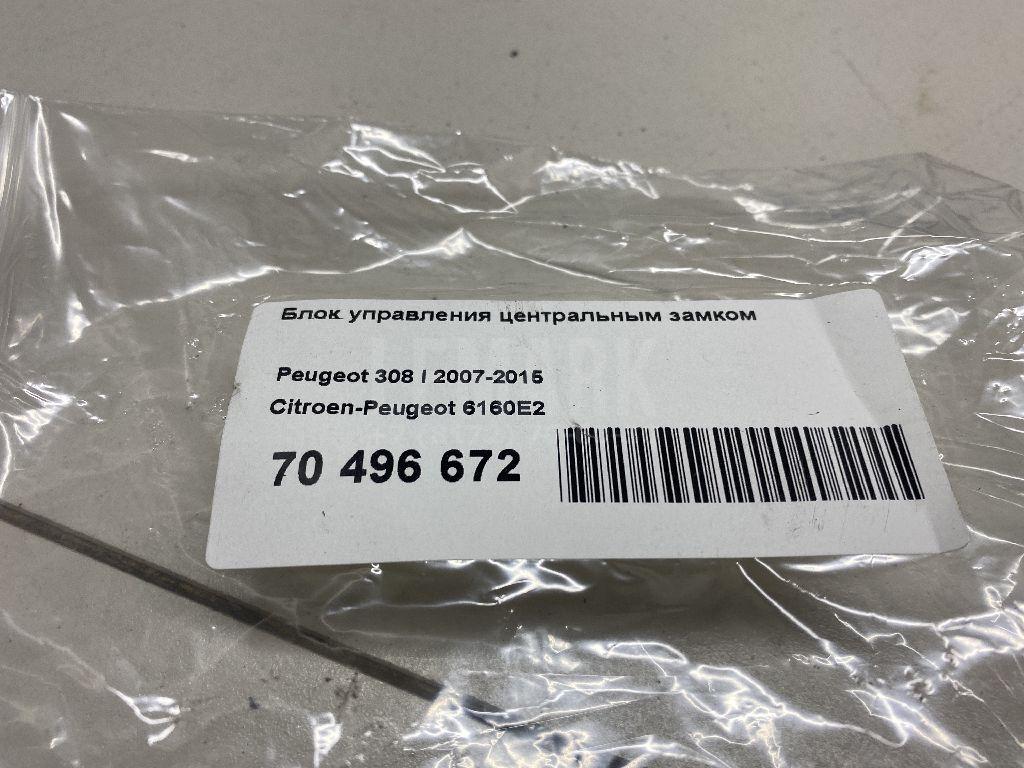 Блок управления центральным замком
Peugeot 308 I 2007-2015
Citroen-Peugeot 6160E2
70 496 672